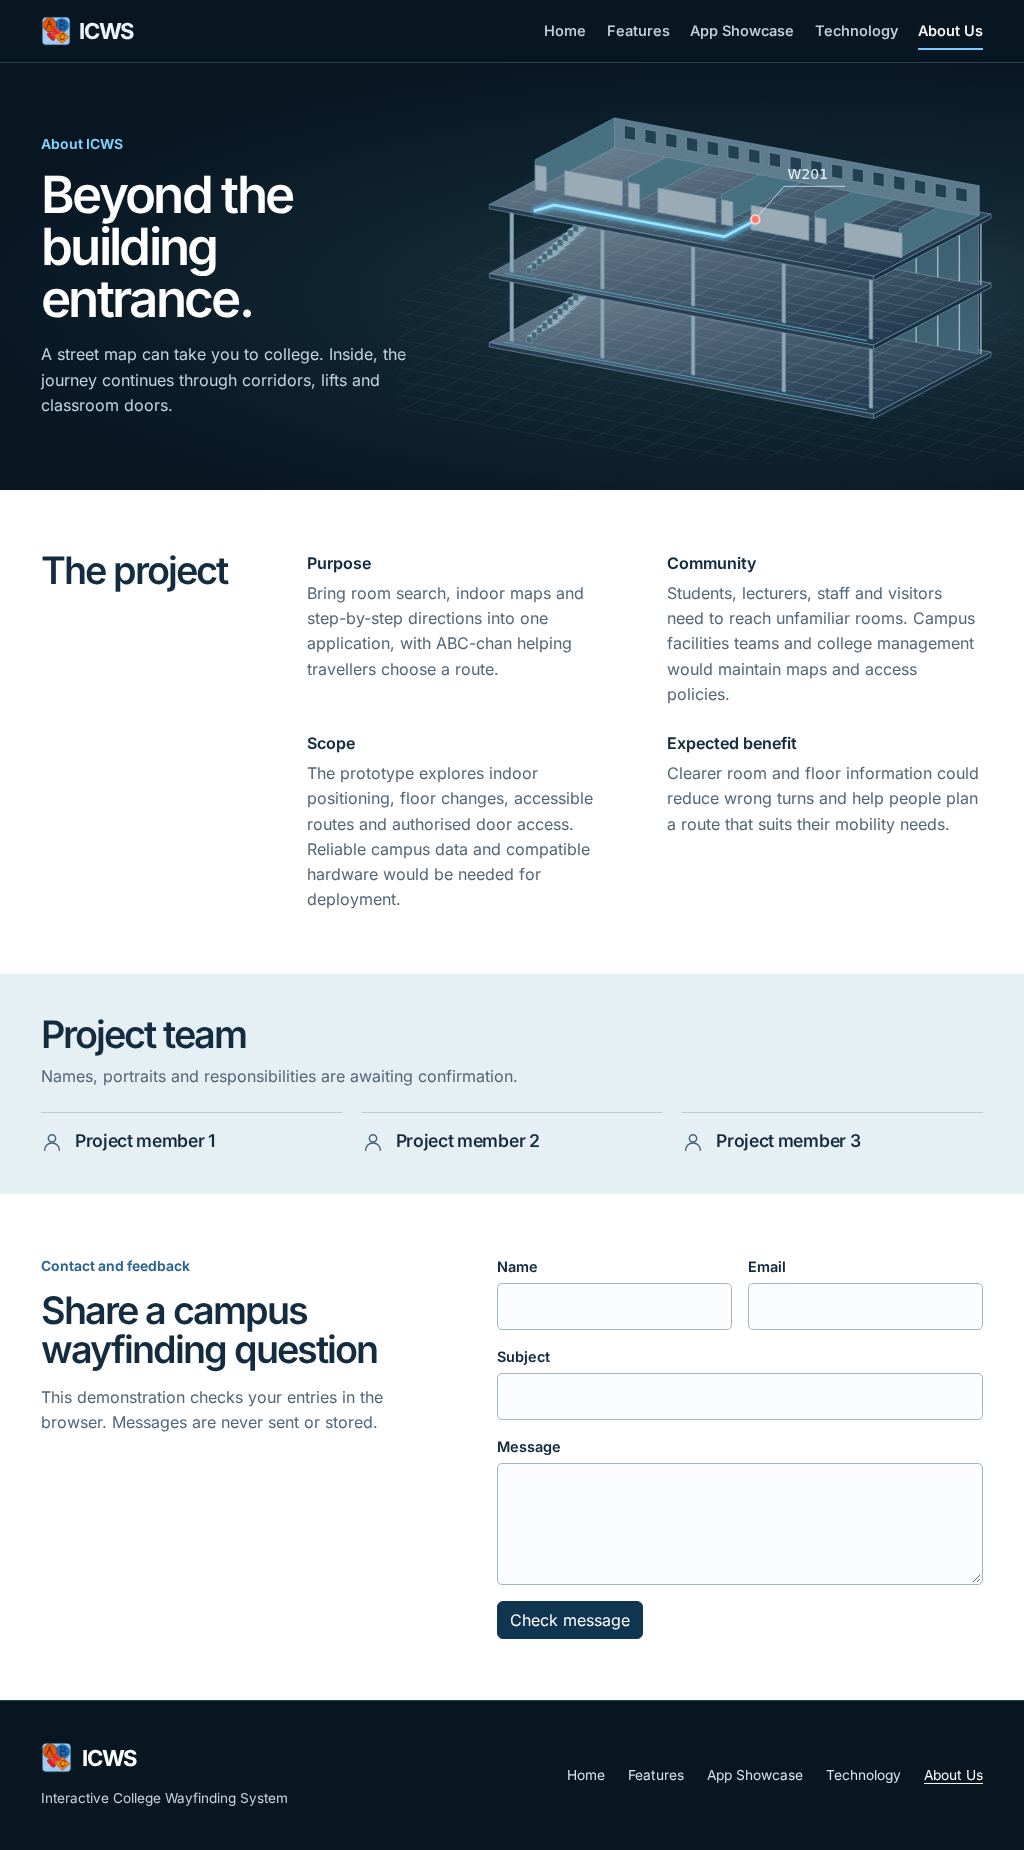 ABC ICWS
Home Features App Showcase Technology About Us
About ICWS
Beyond the
building
entrance.
A street map can take you to college. Inside, the
journey continues through corridors, lifts and
classroom doors.
W201
The project
Purpose
Bring room search, indoor maps and
step-by-step directions into one
application, with ABC-chan helping
travellers choose a route.
Community
Students, lecturers, staff and visitors
need to reach unfamiliar rooms. Campus
facilities teams and college management
would maintain maps and access
policies.
Scope
The prototype explores indoor
positioning, floor changes, accessible
routes and authorised door access.
Reliable campus data and compatible
hardware would be needed for
deployment.
Expected benefit
Clearer room and floor information could
reduce wrong turns and help people plan
a route that suits their mobility needs.
Project team
Names, portraits and responsibilities are awaiting confirmation.
Project member 1
Project member 2
Project member 3
Contact and feedback
Share a campus
wayfinding question
This demonstration checks your entries in the
browser. Messages are never sent or stored.
Name
Email
Subject
Message
Check message
ABC ICWS
Interactive College Wayfinding System
Home Features App Showcase Technology About Us